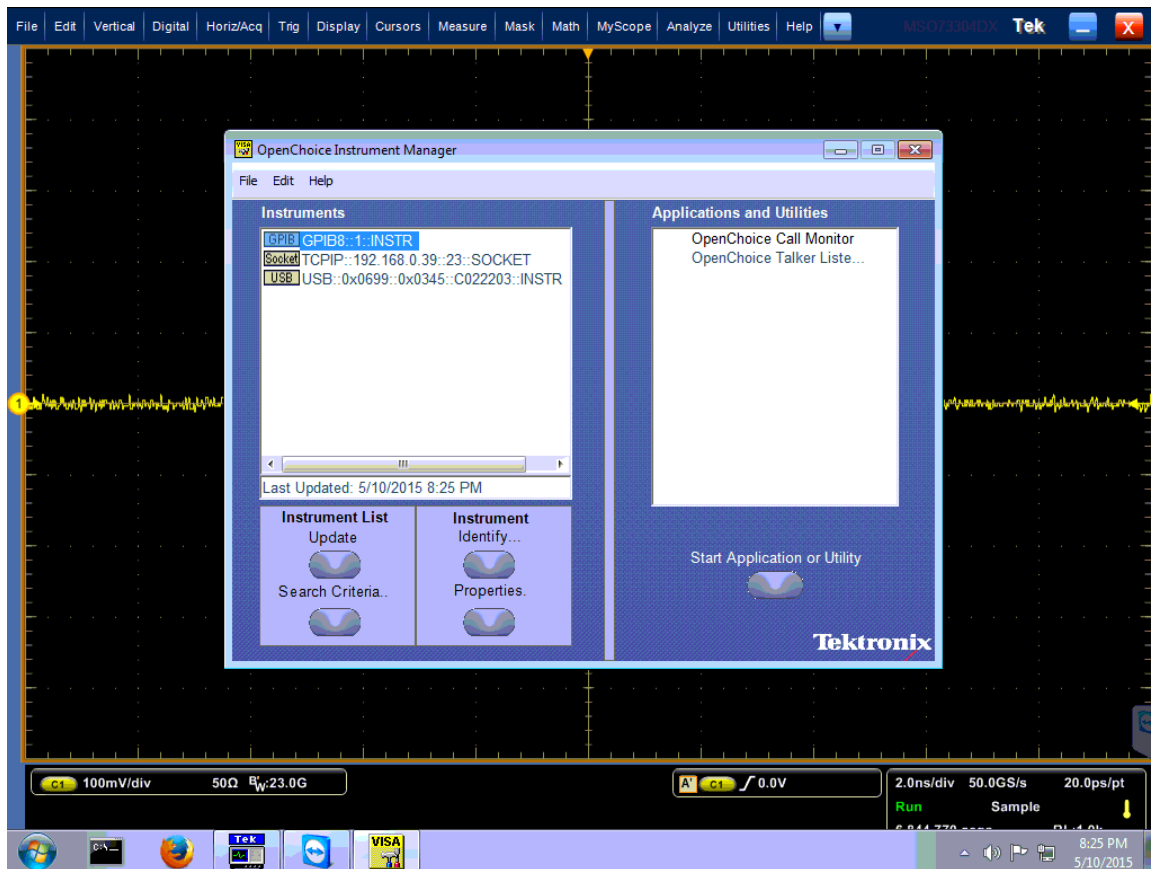 File Edit Vertical Digital Horiz/Acq Trig Display Cursors Measure Mask Math MyScope Analyze Utilities Help MSO73304DX Tek X
VISA OpenChoice Instrument Manager
File Edit Help
Instruments
GPIB GPIB8::1::INSTR
Socket TCPIP::192.168.0.39::23::SOCKET
USB USB::0x0699::0x0345::C022203::INSTR
Last Updated: 5/10/2015 8:25 PM
Instrument List
Update
Search Criteria..
Instrument
Identify...
Properties.
Applications and Utilities
OpenChoice Call Monitor
OpenChoice Talker Liste...
Start Application or Utility
Tektronix
1
C1 100mV/div 50Ω BW:23.0G
A' C1 0.0V
2.0ns/div 50.0GS/s 20.0ps/pt
Run Sample
C:\_
Tek
VISA
8:25 PM
5/10/2015